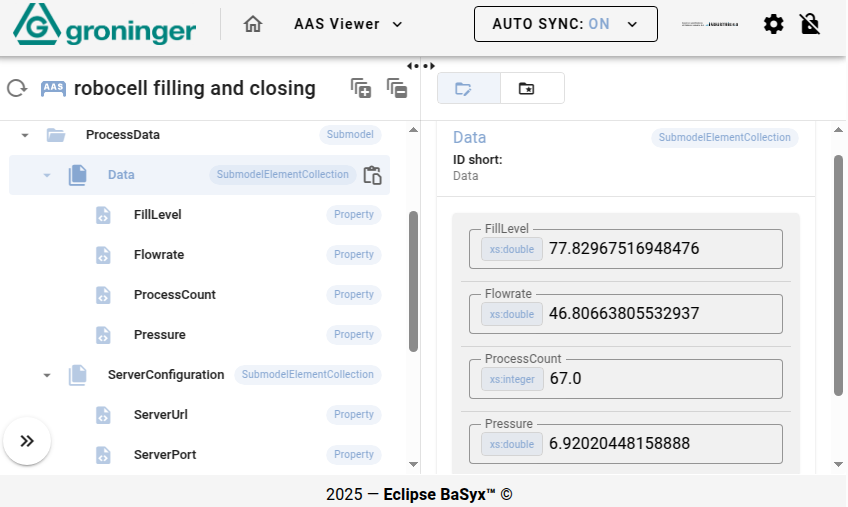 groninger
AAS Viewer
AUTO SYNC: ON
AAS
robocell filling and closing
ProcessData
Submodel
Data
SubmodelElementCollection
FillLevel
Property
Flowrate
Property
ProcessCount
Property
Pressure
Property
ServerConfiguration
SubmodelElementCollection
ServerUrl
Property
ServerPort
Property
Data
SubmodelElementCollection
ID short:
Data
FillLevel
xs:double 77.82967516948476
Flowrate
xs:double 46.80663805532937
ProcessCount
xs:integer 67.0
Pressure
xs:double 6.92020448158888
2025 — Eclipse BaSyx™ ©